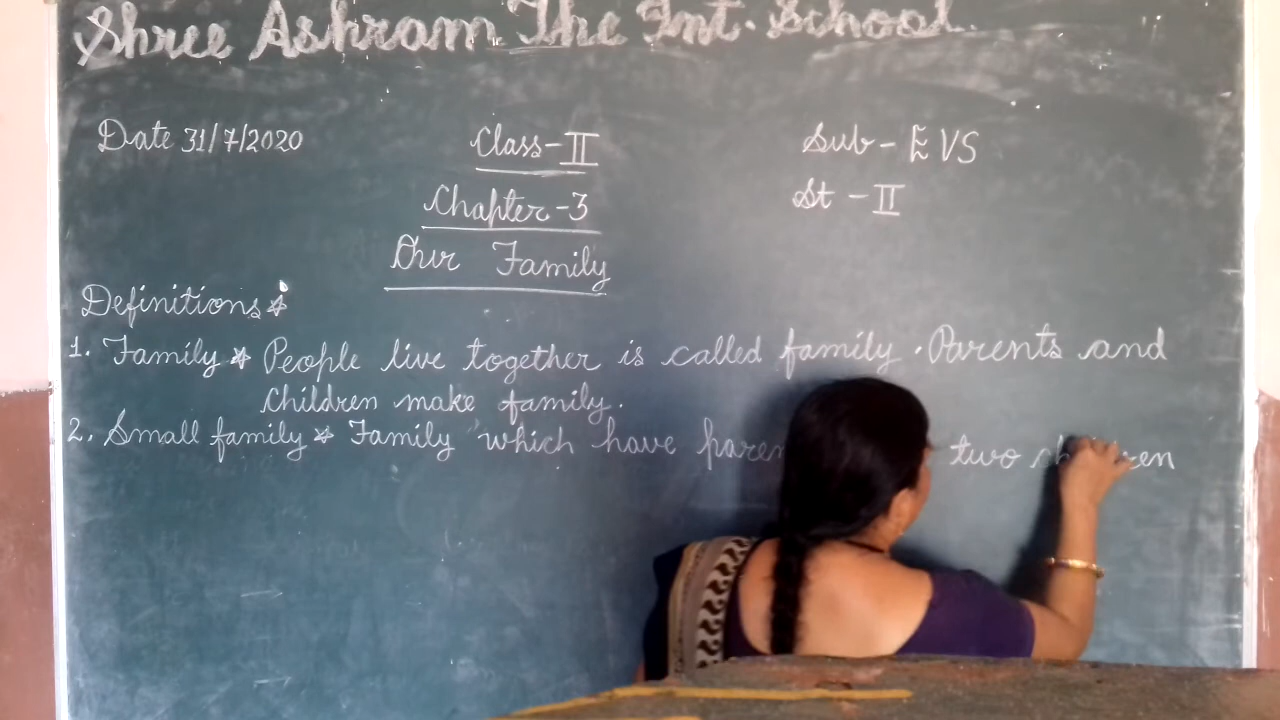 Shree Ashram The Int. School.
Date 31/7/2020 Class-II Sub-EVS
Chapter-3 St-II
Our Family
Definitions*
1. Family* People live together is called family. Parents and
children make family.
2. Small family* Family which have two children